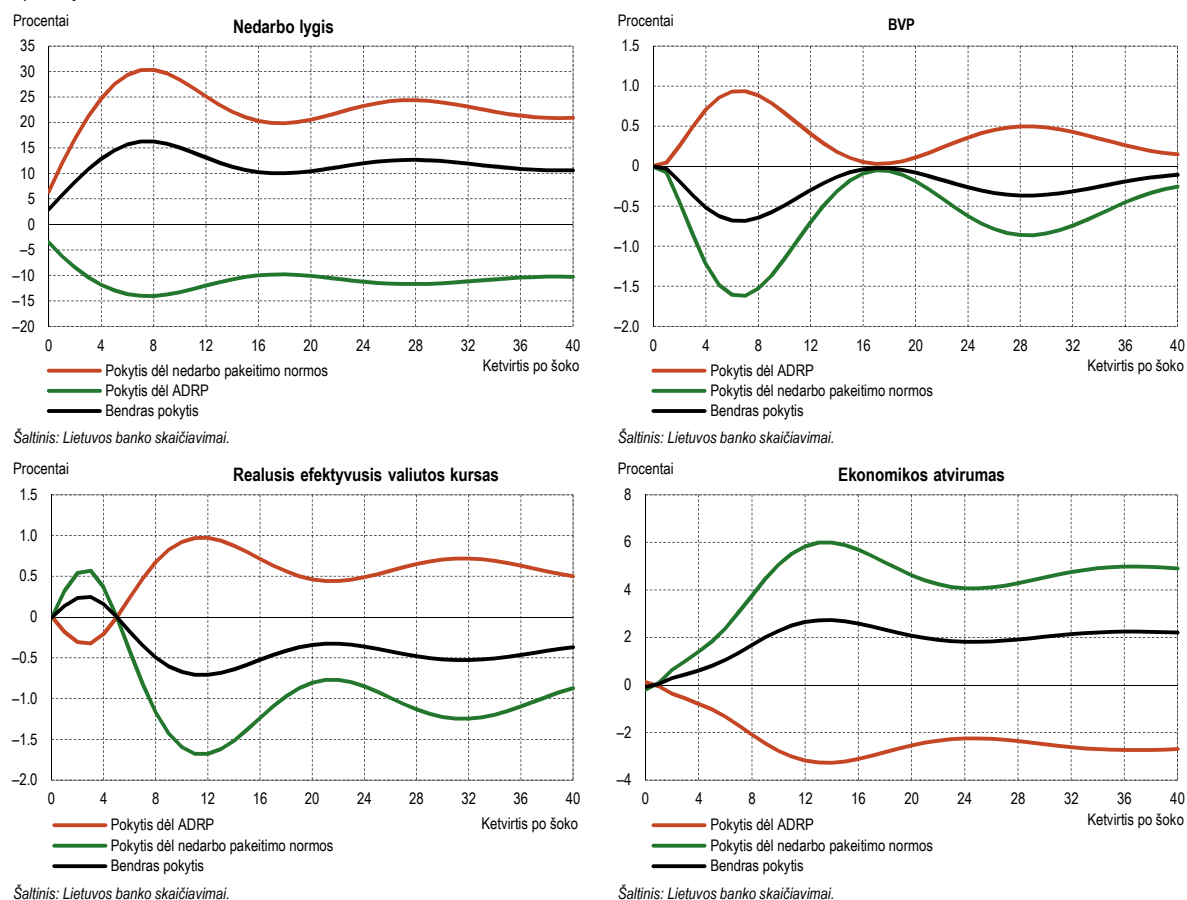 Procentai
Nedarbo lygis
35
30
25
20
15
10
5
0
–5
–10
–15
–20
0 4 8 12 16 20 24 28 32 36 40
Ketvirtis po šoko
Pokytis dėl nedarbo pakeitimo normos
Pokytis dėl ADRP
Bendras pokytis
Šaltinis: Lietuvos banko skaičiavimai.
Procentai
BVP
1.5
1.0
0.5
0
–0.5
–1.0
–1.5
–2.0
0 4 8 12 16 20 24 28 32 36 40
Ketvirtis po šoko
Pokytis dėl ADRP
Pokytis dėl nedarbo pakeitimo normos
Bendras pokytis
Šaltinis: Lietuvos banko skaičiavimai.
Procentai
Realusis efektyvusis valiutos kursas
1.5
1.0
0.5
0
–0.5
–1.0
–1.5
–2.0
0 4 8 12 16 20 24 28 32 36 40
Ketvirtis po šoko
Pokytis dėl ADRP
Pokytis dėl nedarbo pakeitimo normos
Bendras pokytis
Šaltinis: Lietuvos banko skaičiavimai.
Procentai
Ekonomikos atvirumas
8
6
4
2
0
–2
–4
0 4 8 12 16 20 24 28 32 36 40
Ketvirtis po šoko
Pokytis dėl ADRP
Pokytis dėl nedarbo pakeitimo normos
Bendras pokytis
Šaltinis: Lietuvos banko skaičiavimai.